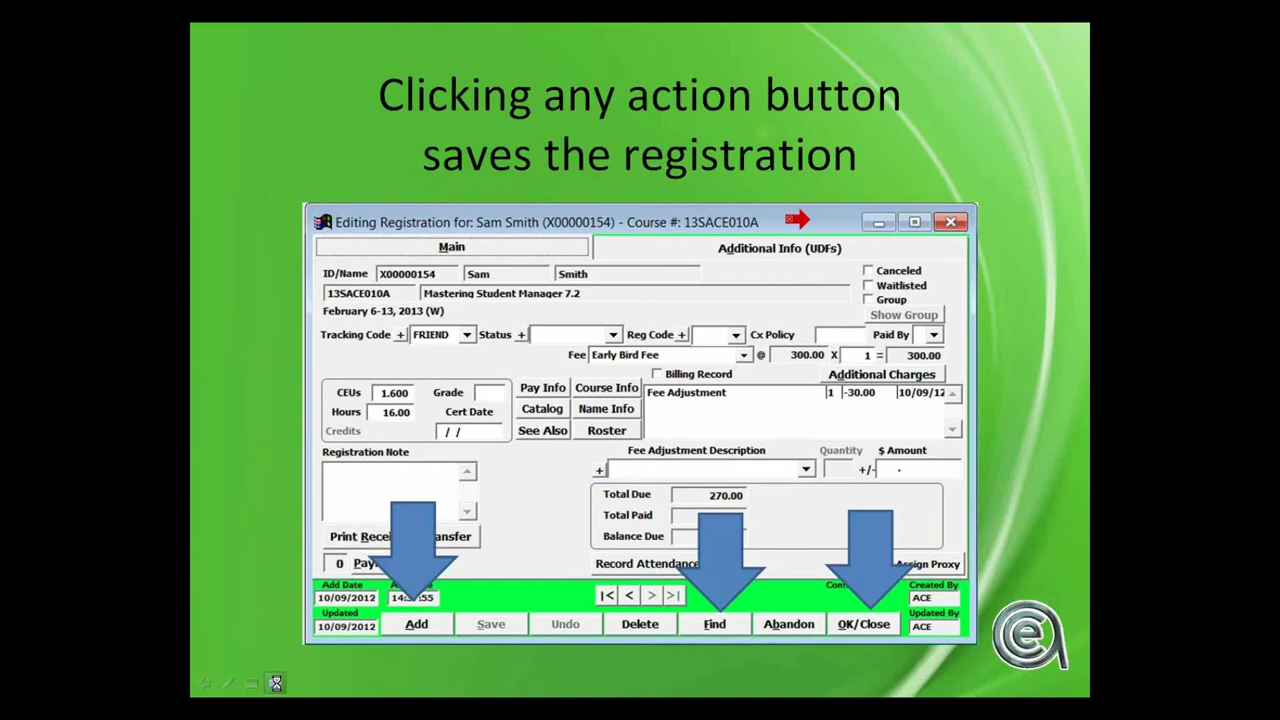 Clicking any action button
saves the registration
Editing Registration for: Sam Smith (X00000154) - Course #: 13SACE010A
Main
Additional Info (UDFs)
ID/Name X00000154 Sam Smith
Canceled
Waitlisted
Group
13SACE010A Mastering Student Manager 7.2
February 6-13, 2013 (W)
Show Group
Tracking Code + FRIEND Status + Reg Code + Cx Policy Paid By
Fee Early Bird Fee @ 300.00 X 1 = 300.00
Billing Record
Additional Charges
CEUs 1.600 Grade
Pay Info Course Info
Fee Adjustment 1 -30.00 10/09/12
Hours 16.00 Cert Date
Catalog Name Info
Credits / /
See Also Roster
Registration Note
Fee Adjustment Description Quantity $ Amount
+ +/- .
Total Due 270.00
Total Paid
Balance Due
Print
0
Record Attendance
Proxy
Add Date
Created By
10/09/2012
|< < > >|
ACE
Updated
Updated By
10/09/2012
Add Save Undo Delete Find Abandon OK/Close
ACE